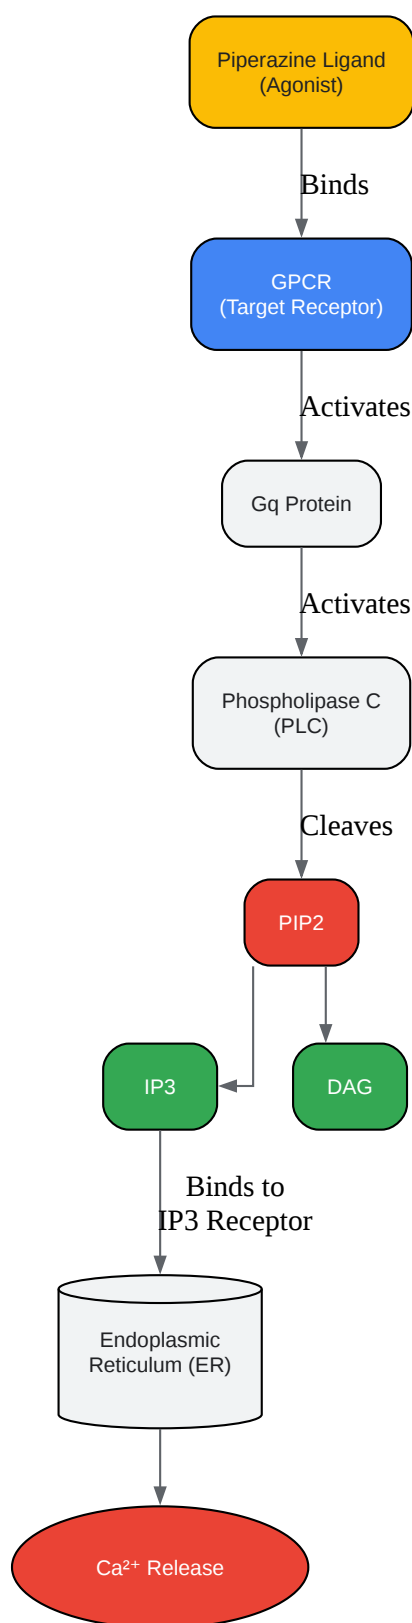 Piperazine Ligand
(Agonist)
Binds
GPCR
(Target Receptor)
Activates
Gq Protein
Activates
Phospholipase C
(PLC)
Cleaves
PIP2
IP3
DAG
Binds to
IP3 Receptor
Endoplasmic
Reticulum (ER)
Ca²⁺ Release